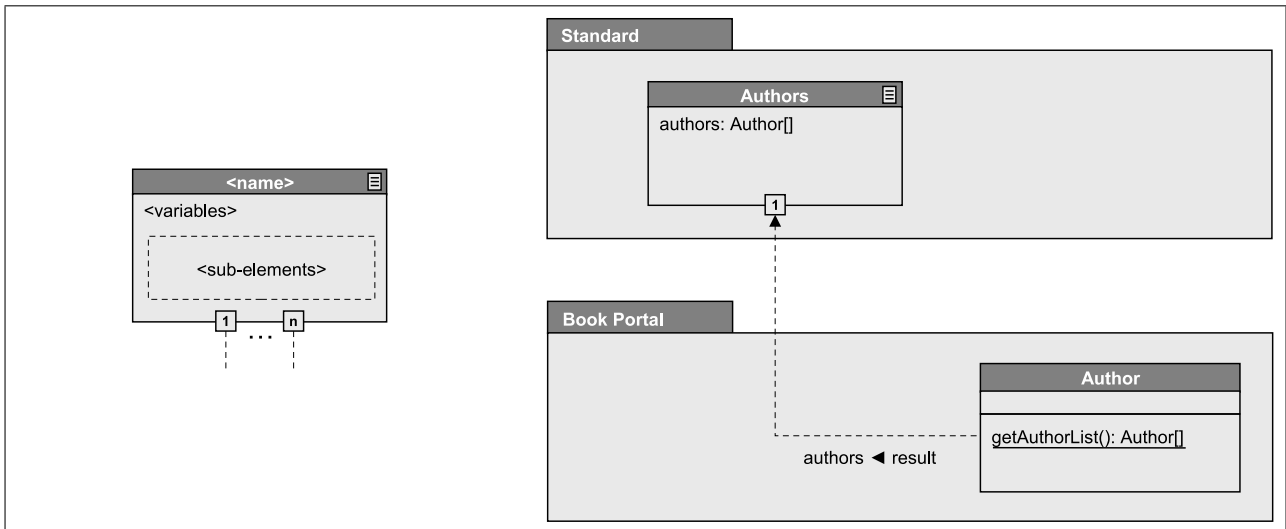 <name>
<variables>
<sub-elements>
1
...
n
Standard
Authors
authors: Author[]
1
Book Portal
Author
getAuthorList(): Author[]
authors ◄ result